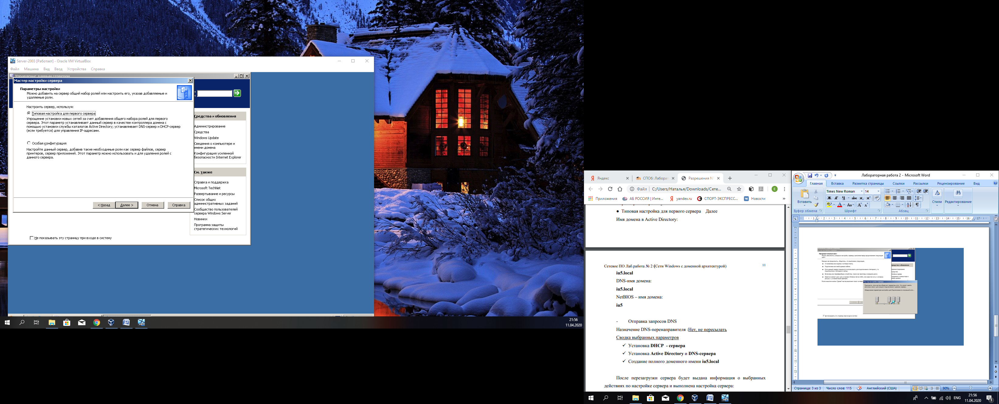 Server-2003 [Работает] - Oracle VM VirtualBox
Файл Машина Вид Ввод Устройства Справка
Управление данным сервером
Мастер настройки сервера
Параметры настройки
Можно добавить на сервер общий набор ролей или настроить его, указав добавляемые и
удаляемые роли.
Настроить сервер, используя:
Типовая настройка для первого сервера
Упрощение установки новых сетей за счет добавления общего набора ролей для первого
сервера. Этот параметр устанавливает данный сервер в качестве контроллера домена с
помощью установки службы каталогов Active Directory; устанавливает DNS-сервер и DHCP-сервер
(если требуется) для управления IP-адресами.
Особая конфигурация
Настройте данный сервер, добавив такие необходимые роли как сервер файлов, сервер
принтеров, сервер приложений. Этот параметр можно использовать и для удаления ролей с
данного сервера.
< Назад Далее > Отмена Справка
Средства и обновления
Администрирование
Средства
Windows Update
Сведения о компьютере и
имени домена
Конфигурация усиленной
безопасности Internet Explorer
См. также
Справка и поддержка
Microsoft TechNet
Развертывание и ресурсы
Список общих
административных заданий
Сообщество пользователей
сервера Windows Server
Новинки
Программа защиты
стратегических технологий
Не показывать эту страницу при входе в систему
21:56
11.04.2020
Яндекс СПО6: Лаборат Разрешения NT
Файл C:/Users/Наталья/Downloads/Сете...
Приложения АБ РОССИЯ | Инте... yandex.ru СПОРТ-ЭКСПРЕСС... Новости »
● Типовая настройка для первого сервера Далее
Имя домена в Active Directory:
Сетевое ПО Лаб.работа № 2 (Сети Windows с доменной архитектурой) 11
iu5.local
DNS-имя домена:
iu5.local
NetBIOS – имя домена:
iu5
- Отправка запросов DNS
Назначение DNS-перенаправителя :Нет, не пересылать
Сводка выбранных параметров
✓ Установка DHCP - сервера
✓ Установка Active Directory и DNS-сервера
✓ Создание полного доменного имени iu5.local
После перезагрузки сервера будет выдана информация о выбранных
действиях по настройке сервера и выполнена настройка сервера:
Лабораторная работа 2 - Microsoft Word
Главная Вставка Разметка страницы Ссылки Рассылки Рецензирование Вид
Times New Roman 14
Вставить
Стили Редактирование
Буфер обмена Шрифт Абзац
Мастер настройки сервера
Страница: 3 из 3 Число слов: 115 Английский (США) 90%
ENG
21:56
11.04.2020
3